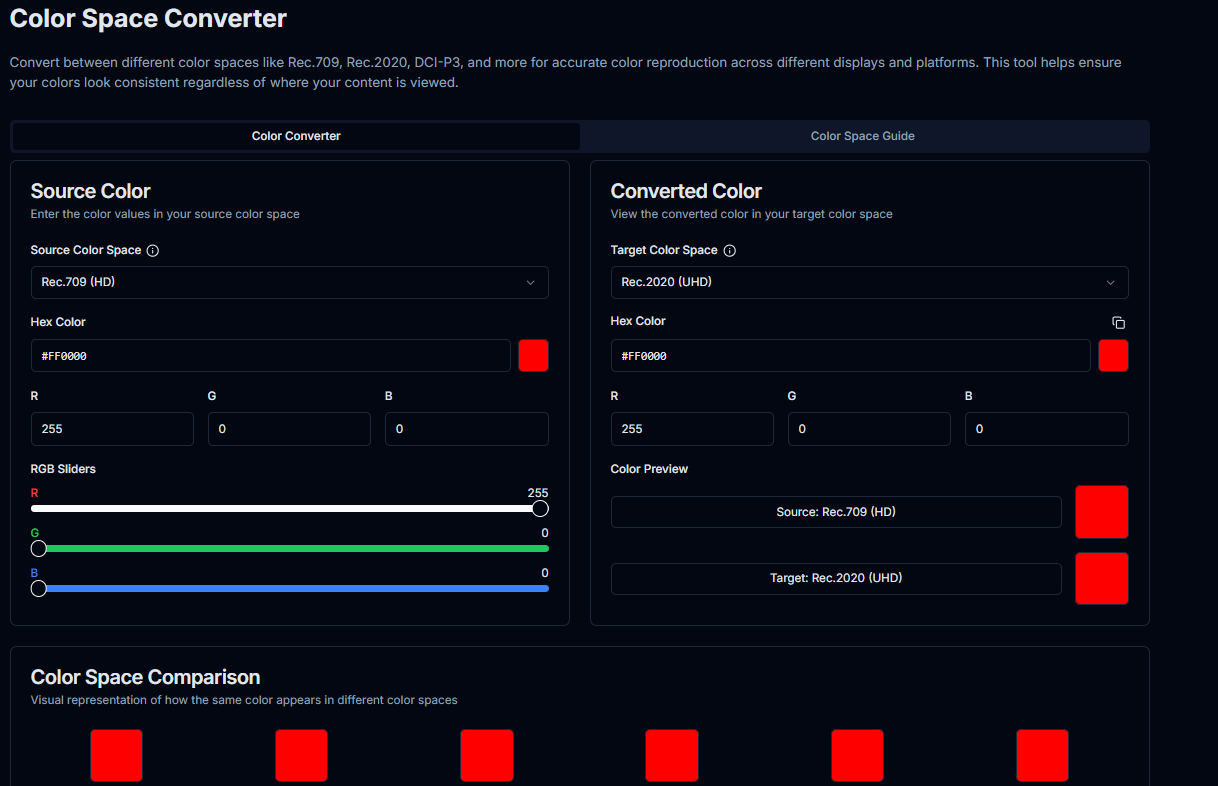 Color Space Converter
Convert between different color spaces like Rec.709, Rec.2020, DCI-P3, and more for accurate color reproduction across different displays and platforms. This tool helps ensure
your colors look consistent regardless of where your content is viewed.
Color Converter
Color Space Guide
Source Color
Enter the color values in your source color space
Source Color Space
Rec.709 (HD)
Hex Color
#FF0000
R G B
255 0 0
RGB Sliders
R 255
G 0
B 0
Converted Color
View the converted color in your target color space
Target Color Space
Rec.2020 (UHD)
Hex Color
#FF0000
R G B
255 0 0
Color Preview
Source: Rec.709 (HD)
Target: Rec.2020 (UHD)
Color Space Comparison
Visual representation of how the same color appears in different color spaces